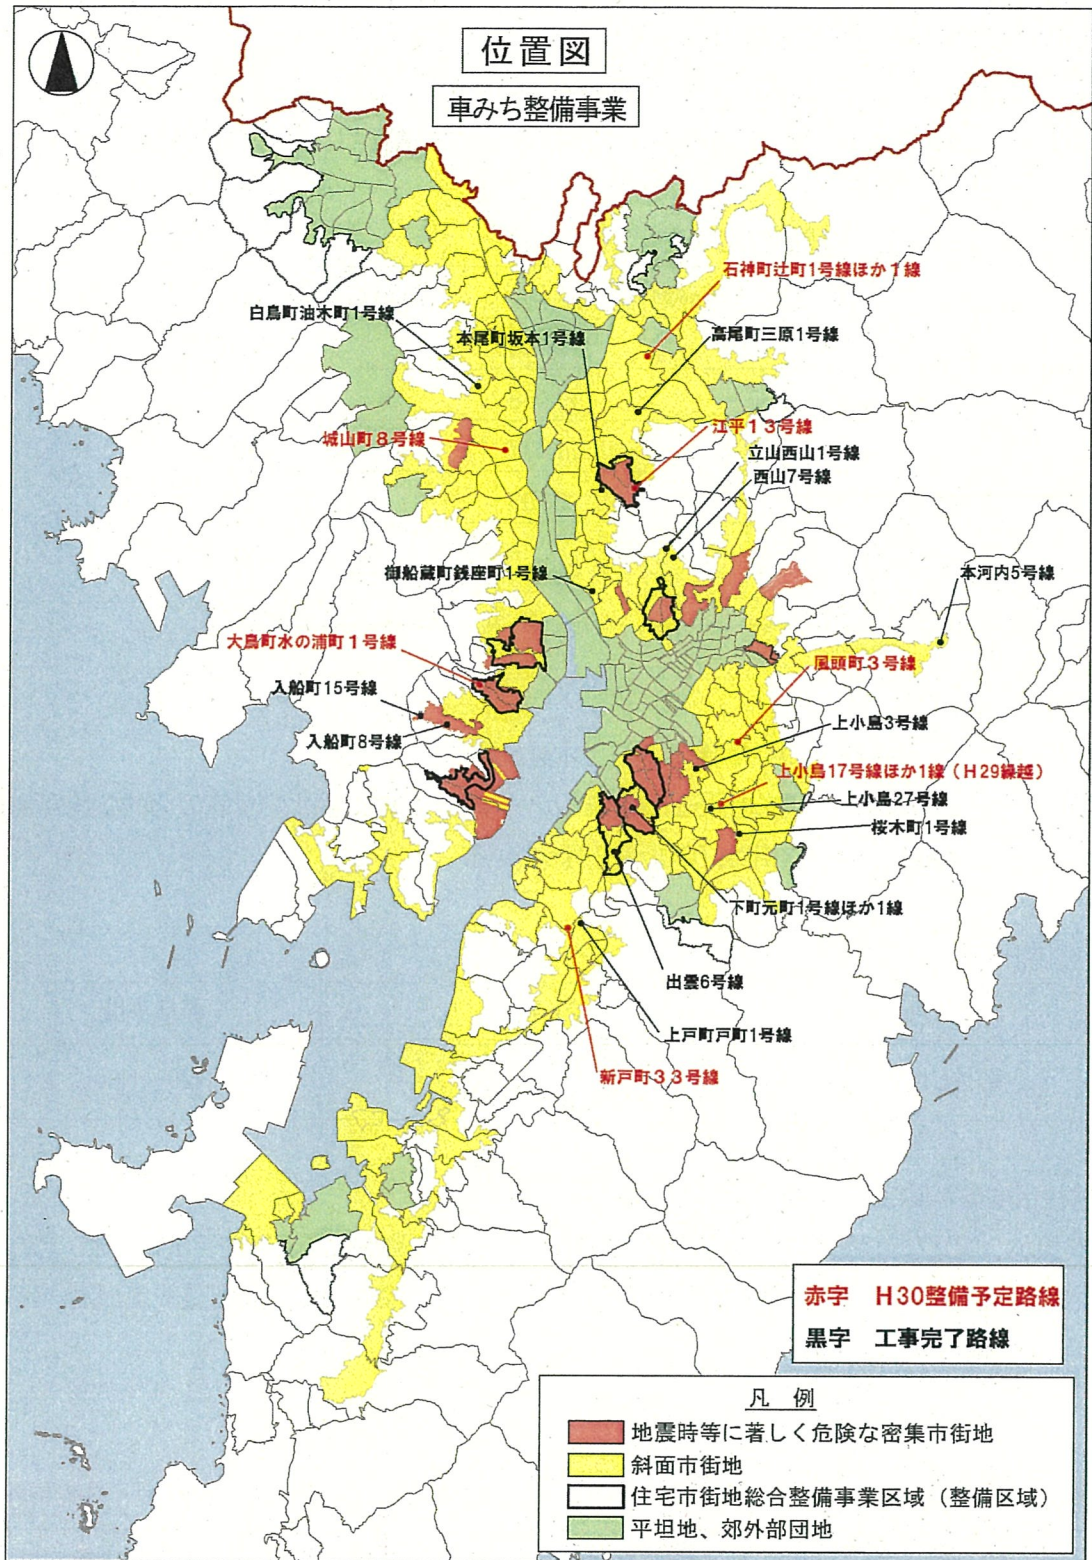 位置図
車みち整備事業
石神町辻町1号線ほか1線
白鳥町油木町1号線
本尾町坂本1号線
高尾町三原1号線
城山町8号線
江平13号線
立山西山1号線
西山7号線
御船蔵町銭座町1号線
本河内5号線
大鳥町水の浦町1号線
風頭町3号線
入船町15号線
上小島3号線
入船町8号線
上小島17号線ほか1線（H29繰越）
上小島27号線
桜木町1号線
下町元町1号線ほか1線
出雲6号線
上戸町戸町1号線
新戸町33号線
赤字 H30整備予定路線
黒字 工事完了路線
凡例
地震時等に著しく危険な密集市街地
斜面市街地
住宅市街地総合整備事業区域（整備区域）
平坦地、郊外部団地